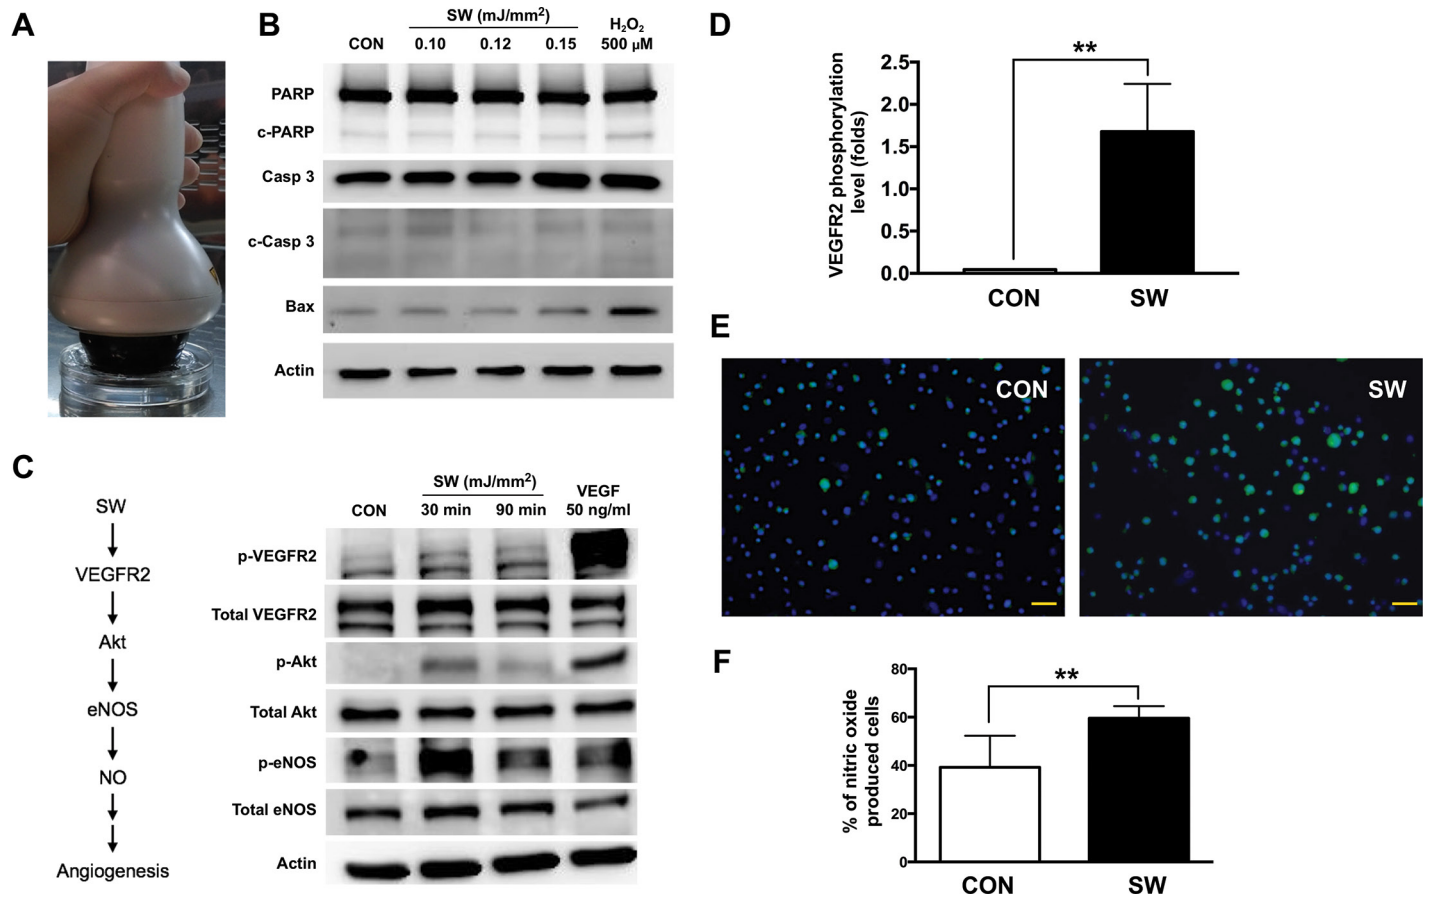 A
B
SW (mJ/mm²)
H₂O₂
CON 0.10 0.12 0.15 500 µM
PARP
c-PARP
Casp 3
c-Casp 3
Bax
Actin
C
SW
VEGFR2
Akt
eNOS
NO
Angiogenesis
SW (mJ/mm²)
VEGF
CON 30 min 90 min 50 ng/ml
p-VEGFR2
Total VEGFR2
p-Akt
Total Akt
p-eNOS
Total eNOS
Actin
D
VEGFR2 phosphorylation
level (folds)
**
2.5
2.0
1.5
1.0
0.5
0.0
CON SW
E
CON
SW
F
% of nitric oxide
produced cells
**
80
60
40
20
0
CON SW